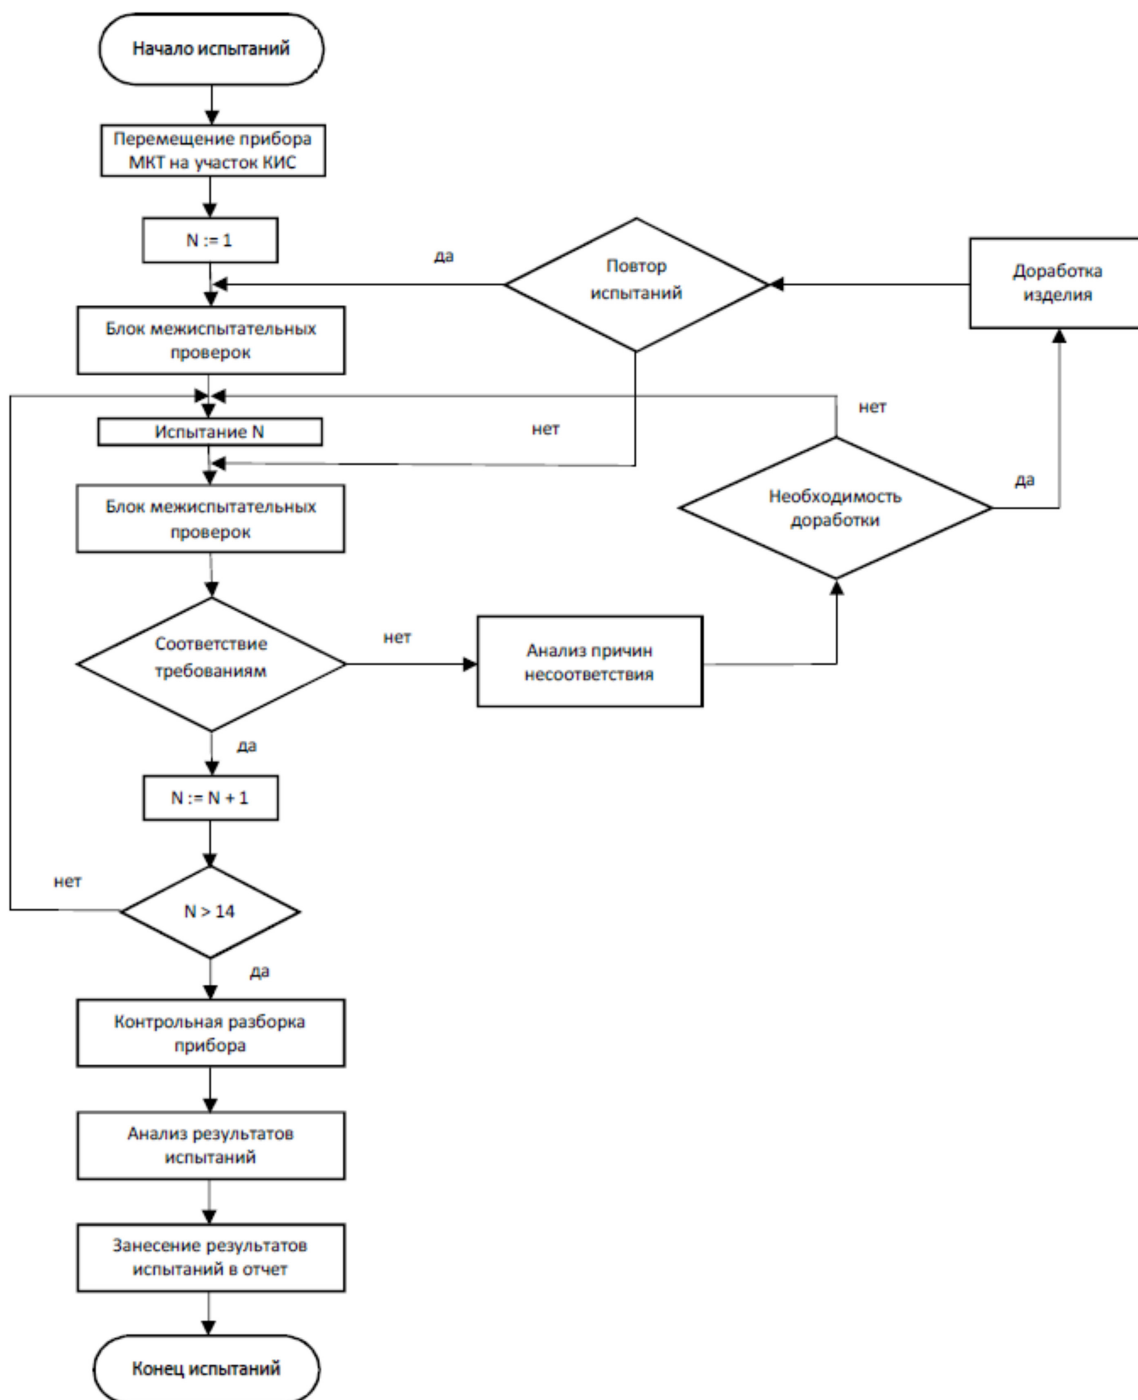 Начало испытаний
Перемещение прибора
МКТ на участок КИС
N := 1
да
Повтор
испытаний
Доработка
изделия
Блок межиспытательных
проверок
нет
Испытание N
нет
Блок межиспытательных
проверок
Необходимость
доработки
да
Соответствие
требованиям
нет
Анализ причин
несоответствия
да
N := N + 1
нет
N > 14
да
Контрольная разборка
прибора
Анализ результатов
испытаний
Занесение результатов
испытаний в отчет
Конец испытаний